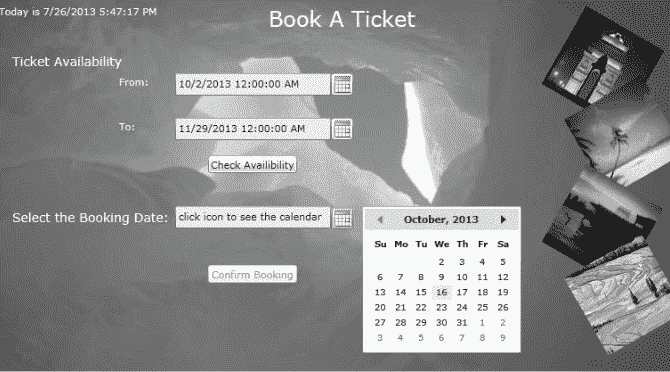 Today is 7/26/2013 5:47:17 PM
Book A Ticket
Ticket Availability
From: 10/2/2013 12:00:00 AM
To: 11/29/2013 12:00:00 AM
Check Availibility
Select the Booking Date: click icon to see the calendar
October, 2013
Su Mo Tu We Th Fr Sa
2 3 4 5
6 7 8 9 10 11 12
13 14 15 16 17 18 19
20 21 22 23 24 25 26
27 28 29 30 31 1 2
3 4 5 6 7 8 9
Confirm Booking